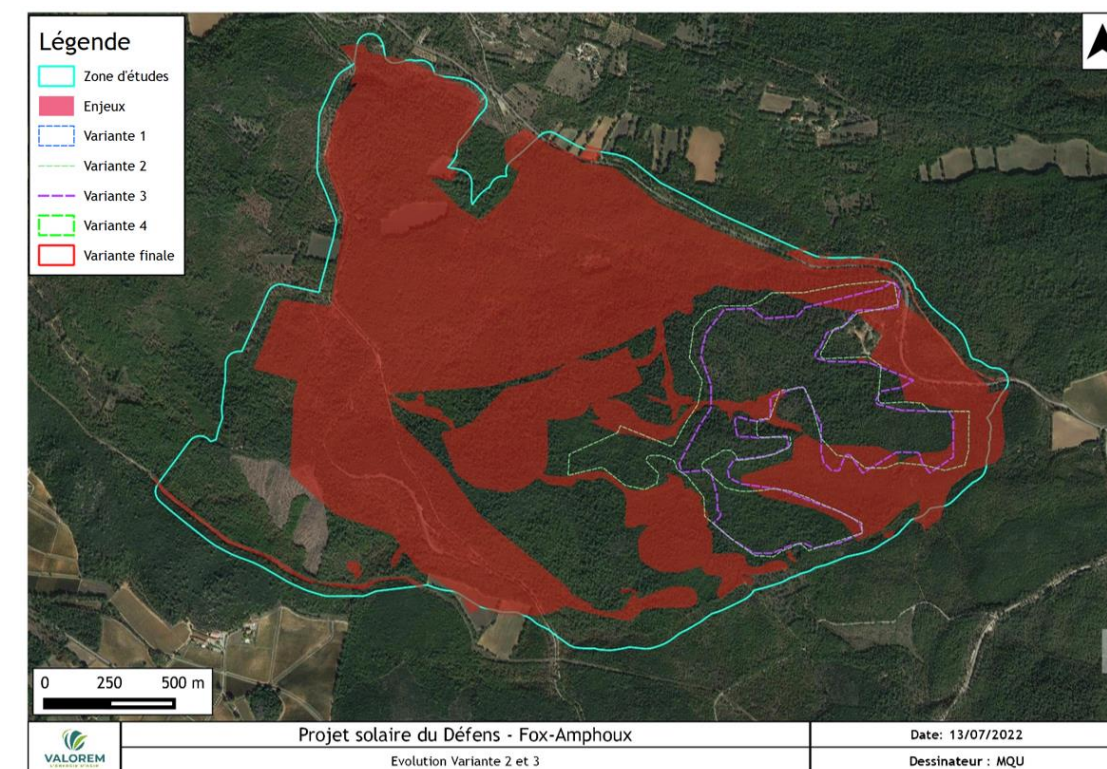 Légende
Zone d'études
Enjeux
Variante 1
Variante 2
Variante 3
Variante 4
Variante finale
0 250 500 m
VALOREM
Projet solaire du Défens - Fox-Amphoux
Evolution Variante 2 et 3
Date: 13/07/2022
Dessinateur : MQU